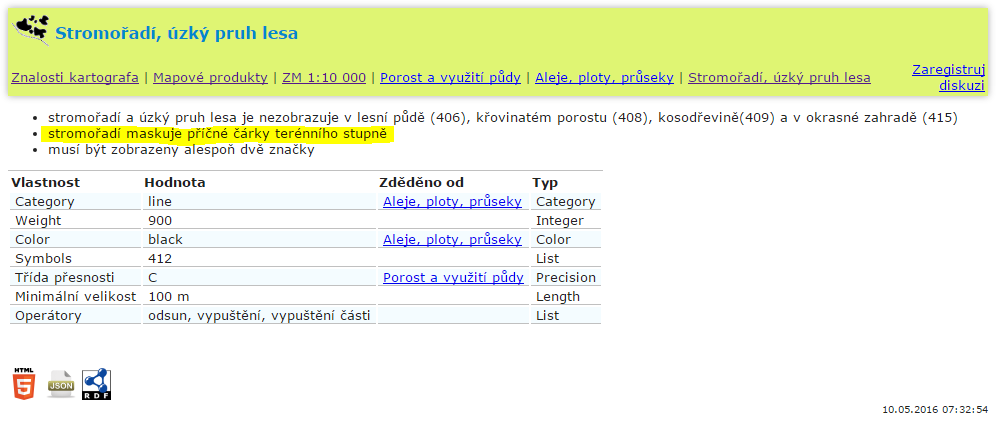 Stromořadí, úzký pruh lesa
Znalosti kartografa | Mapové produkty | ZM 1:10 000 | Porost a využití půdy | Aleje, ploty, průseky | Stromořadí, úzký pruh lesa
Zaregistruj diskuzi
stromořadí a úzký pruh lesa je nezobrazuje v lesní půdě (406), křovinatém porostu (408), kosodřevině(409) a v okrasné zahradě (415)
stromořadí maskuje příčné čárky terénního stupně
musí být zobrazeny alespoň dvě značky
Vlastnost Hodnota Zděděno od Typ
Category line Aleje, ploty, průseky Category
Weight 900 Integer
Color black Aleje, ploty, průseky Color
Symbols 412 List
Třída přesnosti C Porost a využití půdy Precision
Minimální velikost 100 m Length
Operátory odsun, vypuštění, vypuštění části List
HTML 5 JSON RDF
10.05.2016 07:32:54